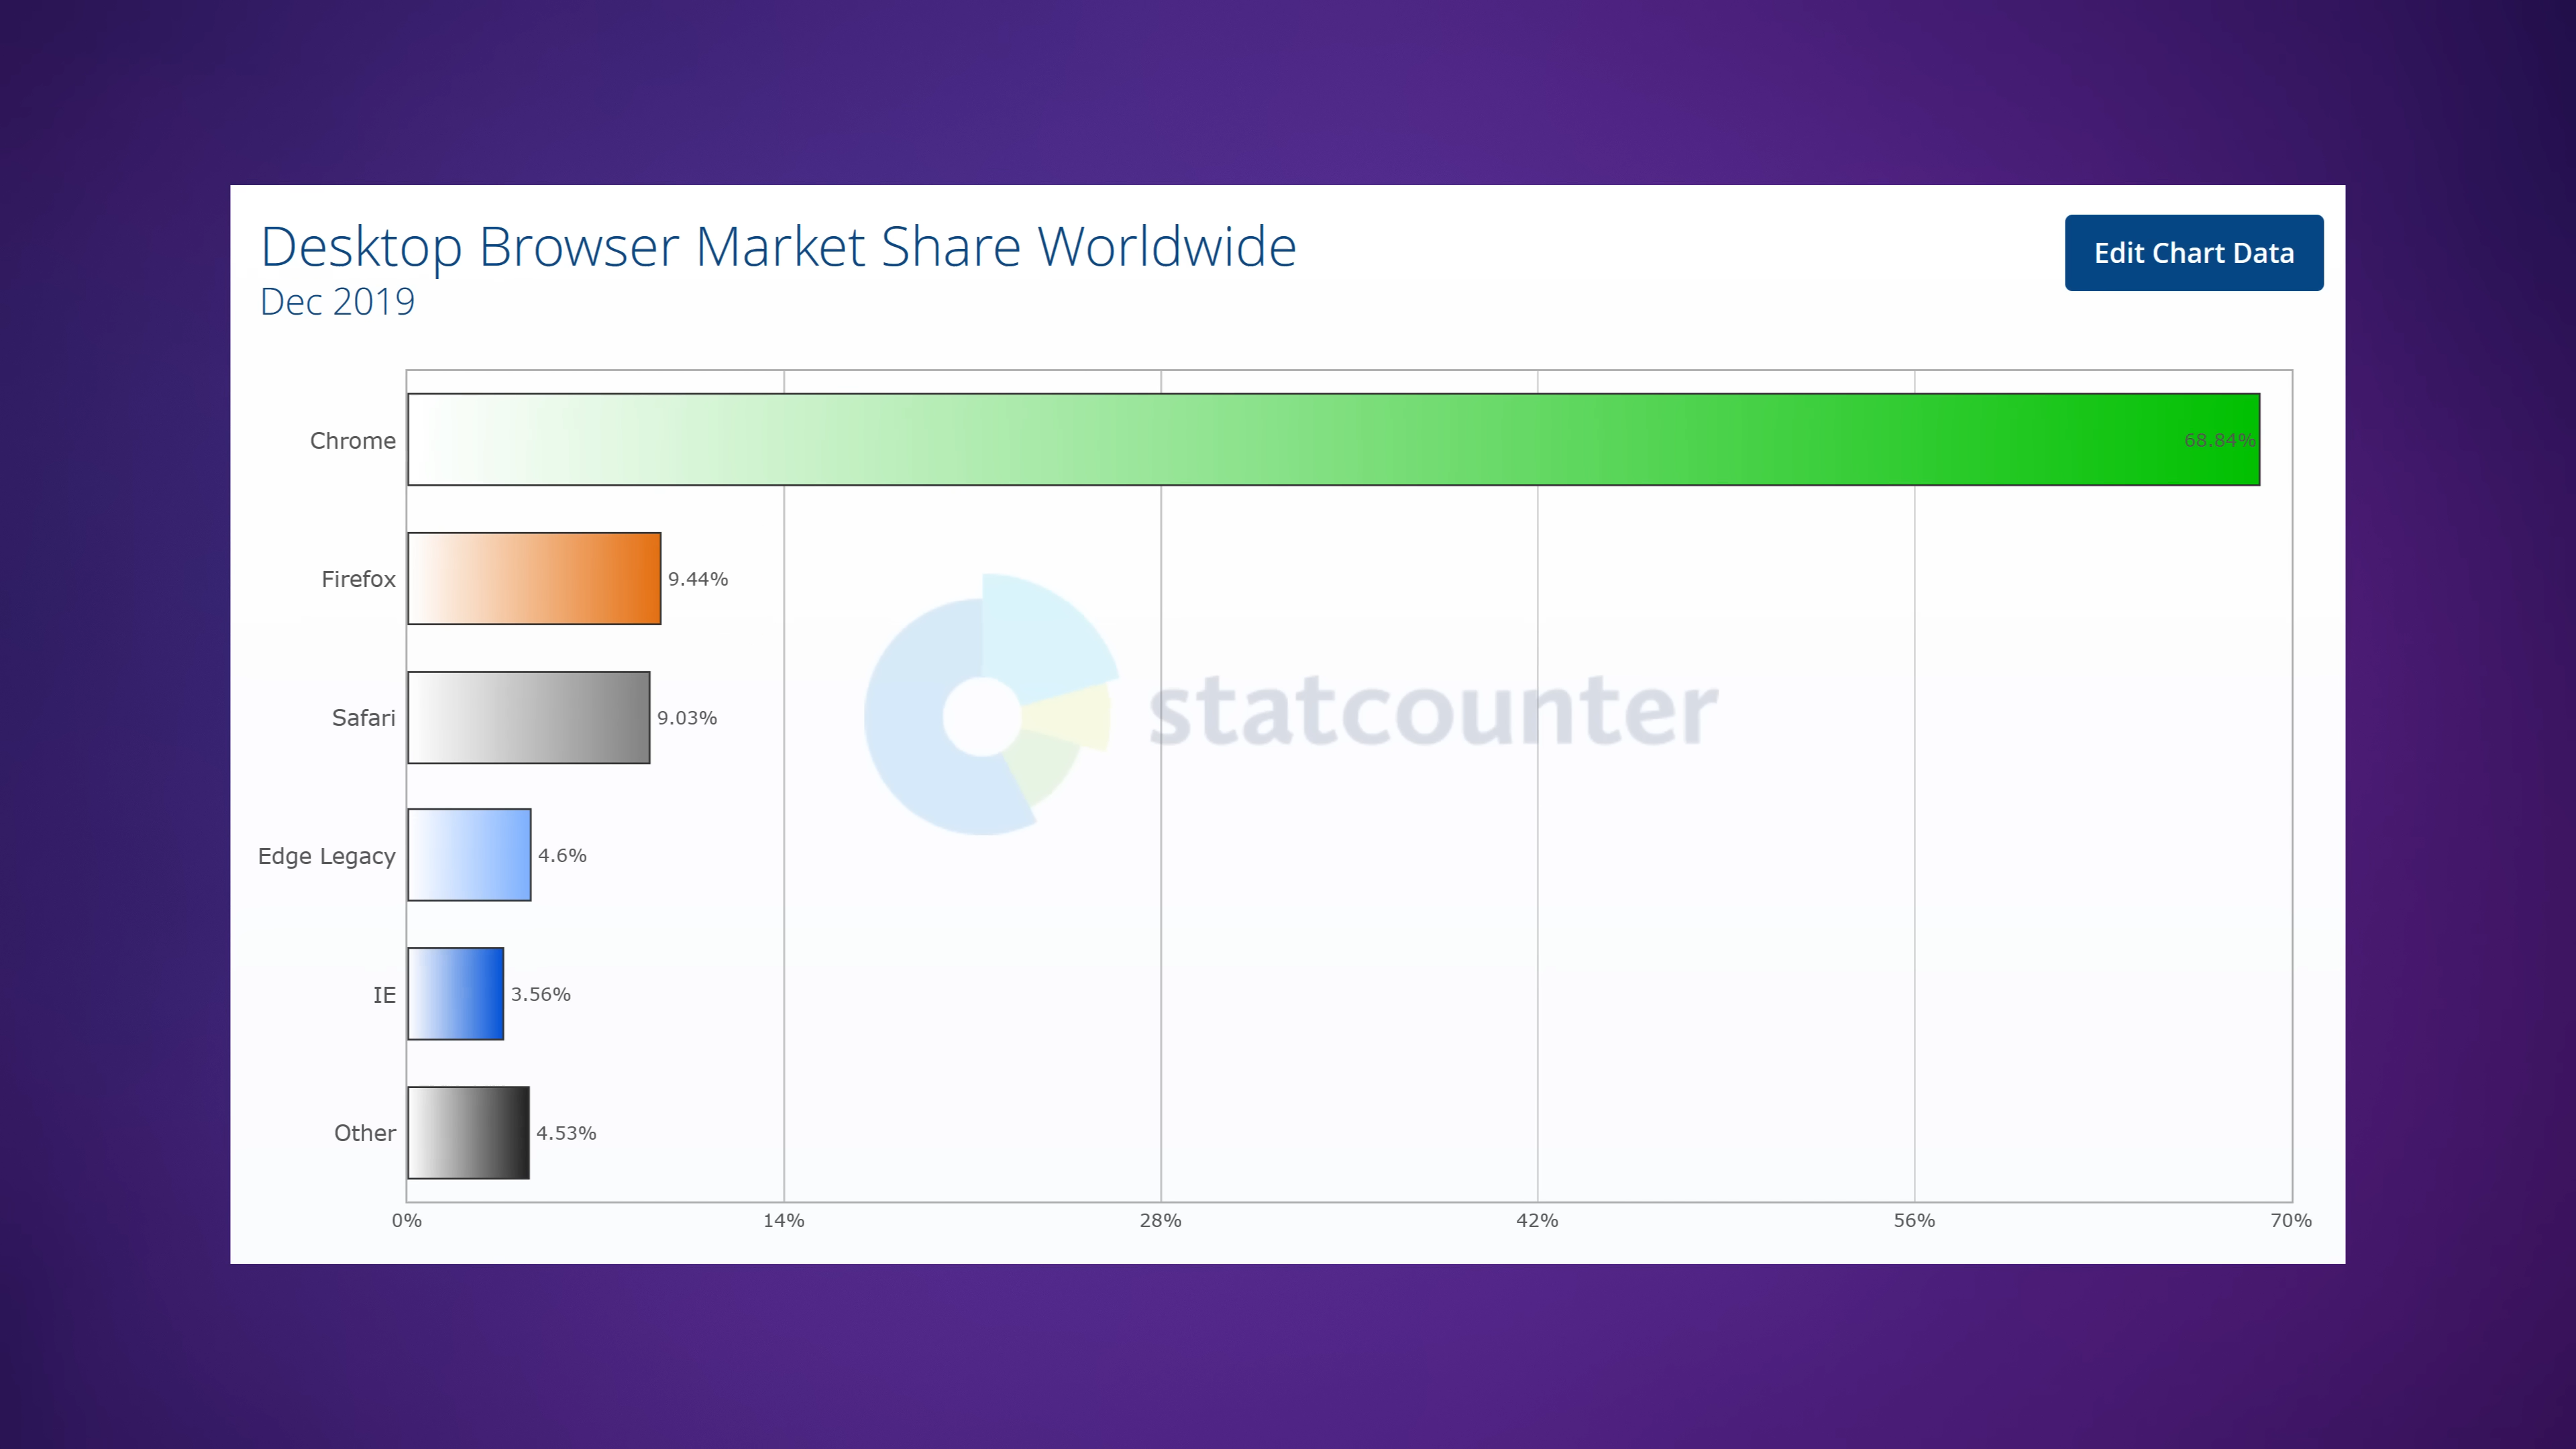 Desktop Browser Market Share Worldwide
Edit Chart Data
Dec 2019
Chrome 68.84%
Firefox 9.44%
Safari 9.03%
statcounter
Edge Legacy 4.6%
IE 3.56%
Other 4.53%
0% 14% 28% 42% 56% 70%